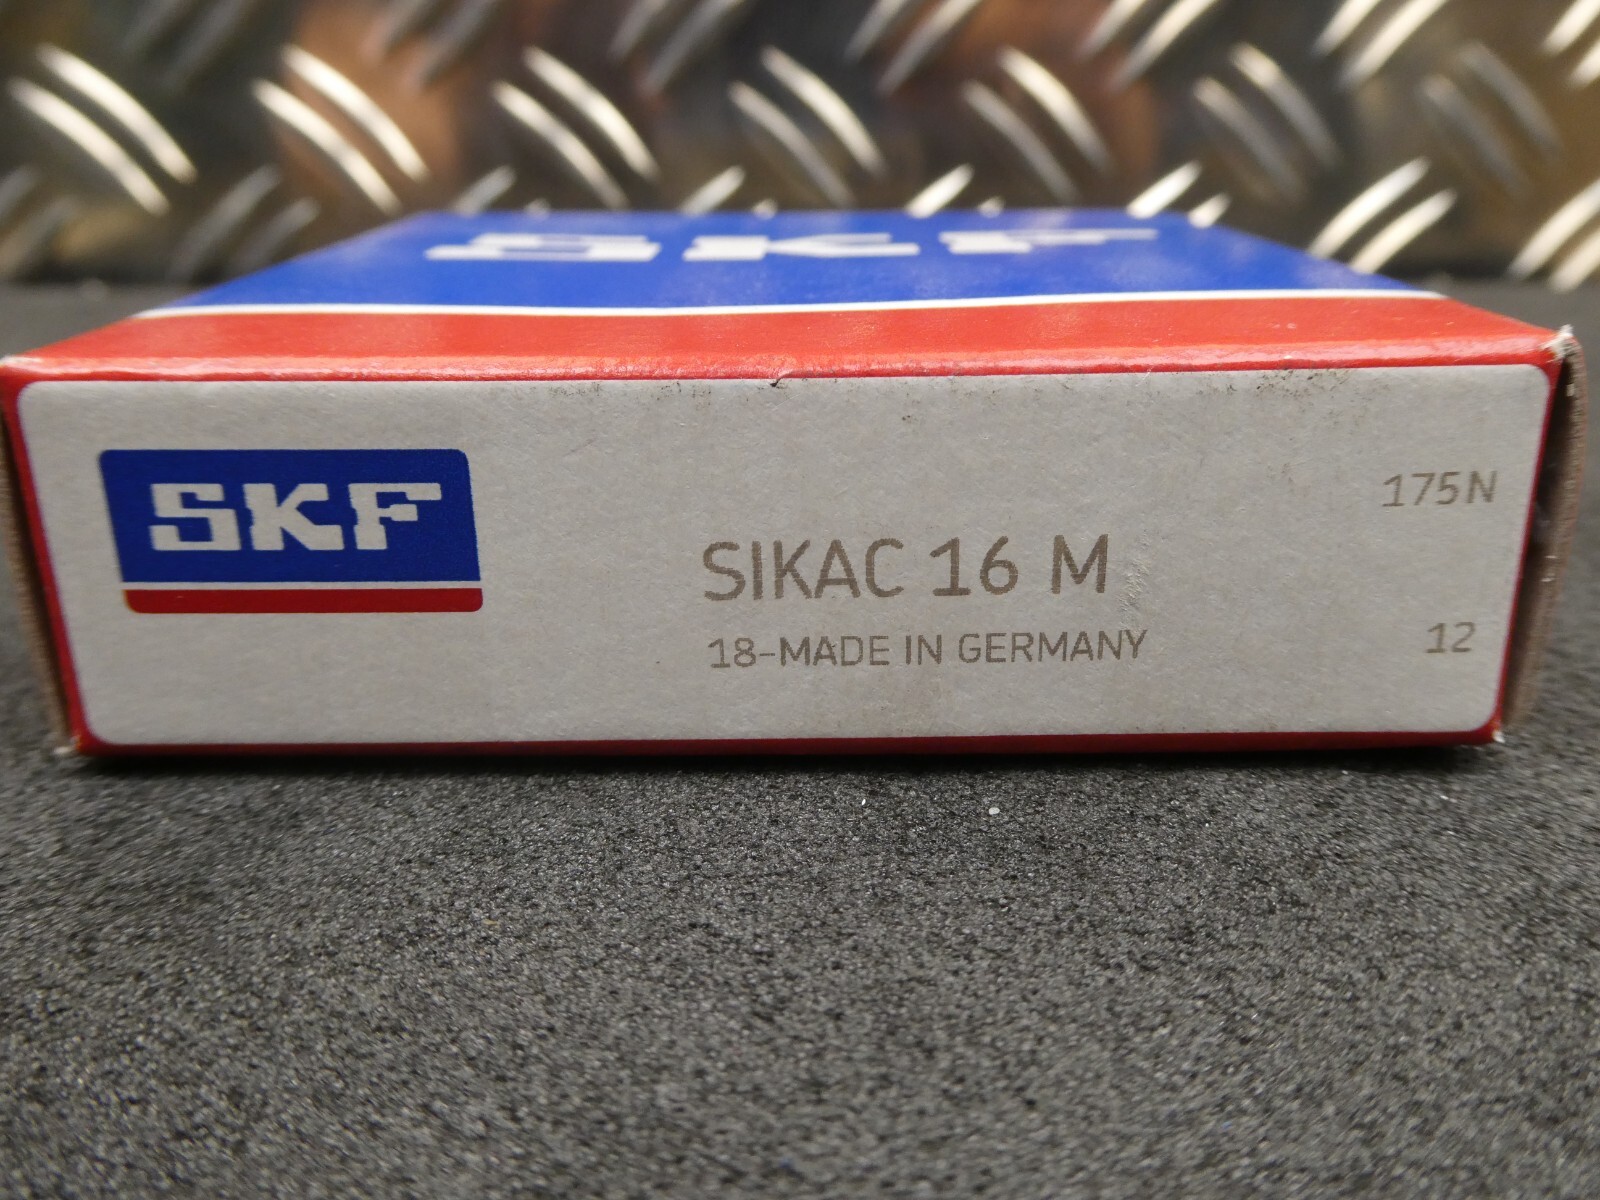 SKF
SKF
175N
SIKAC 16 M
18-MADE IN GERMANY
12